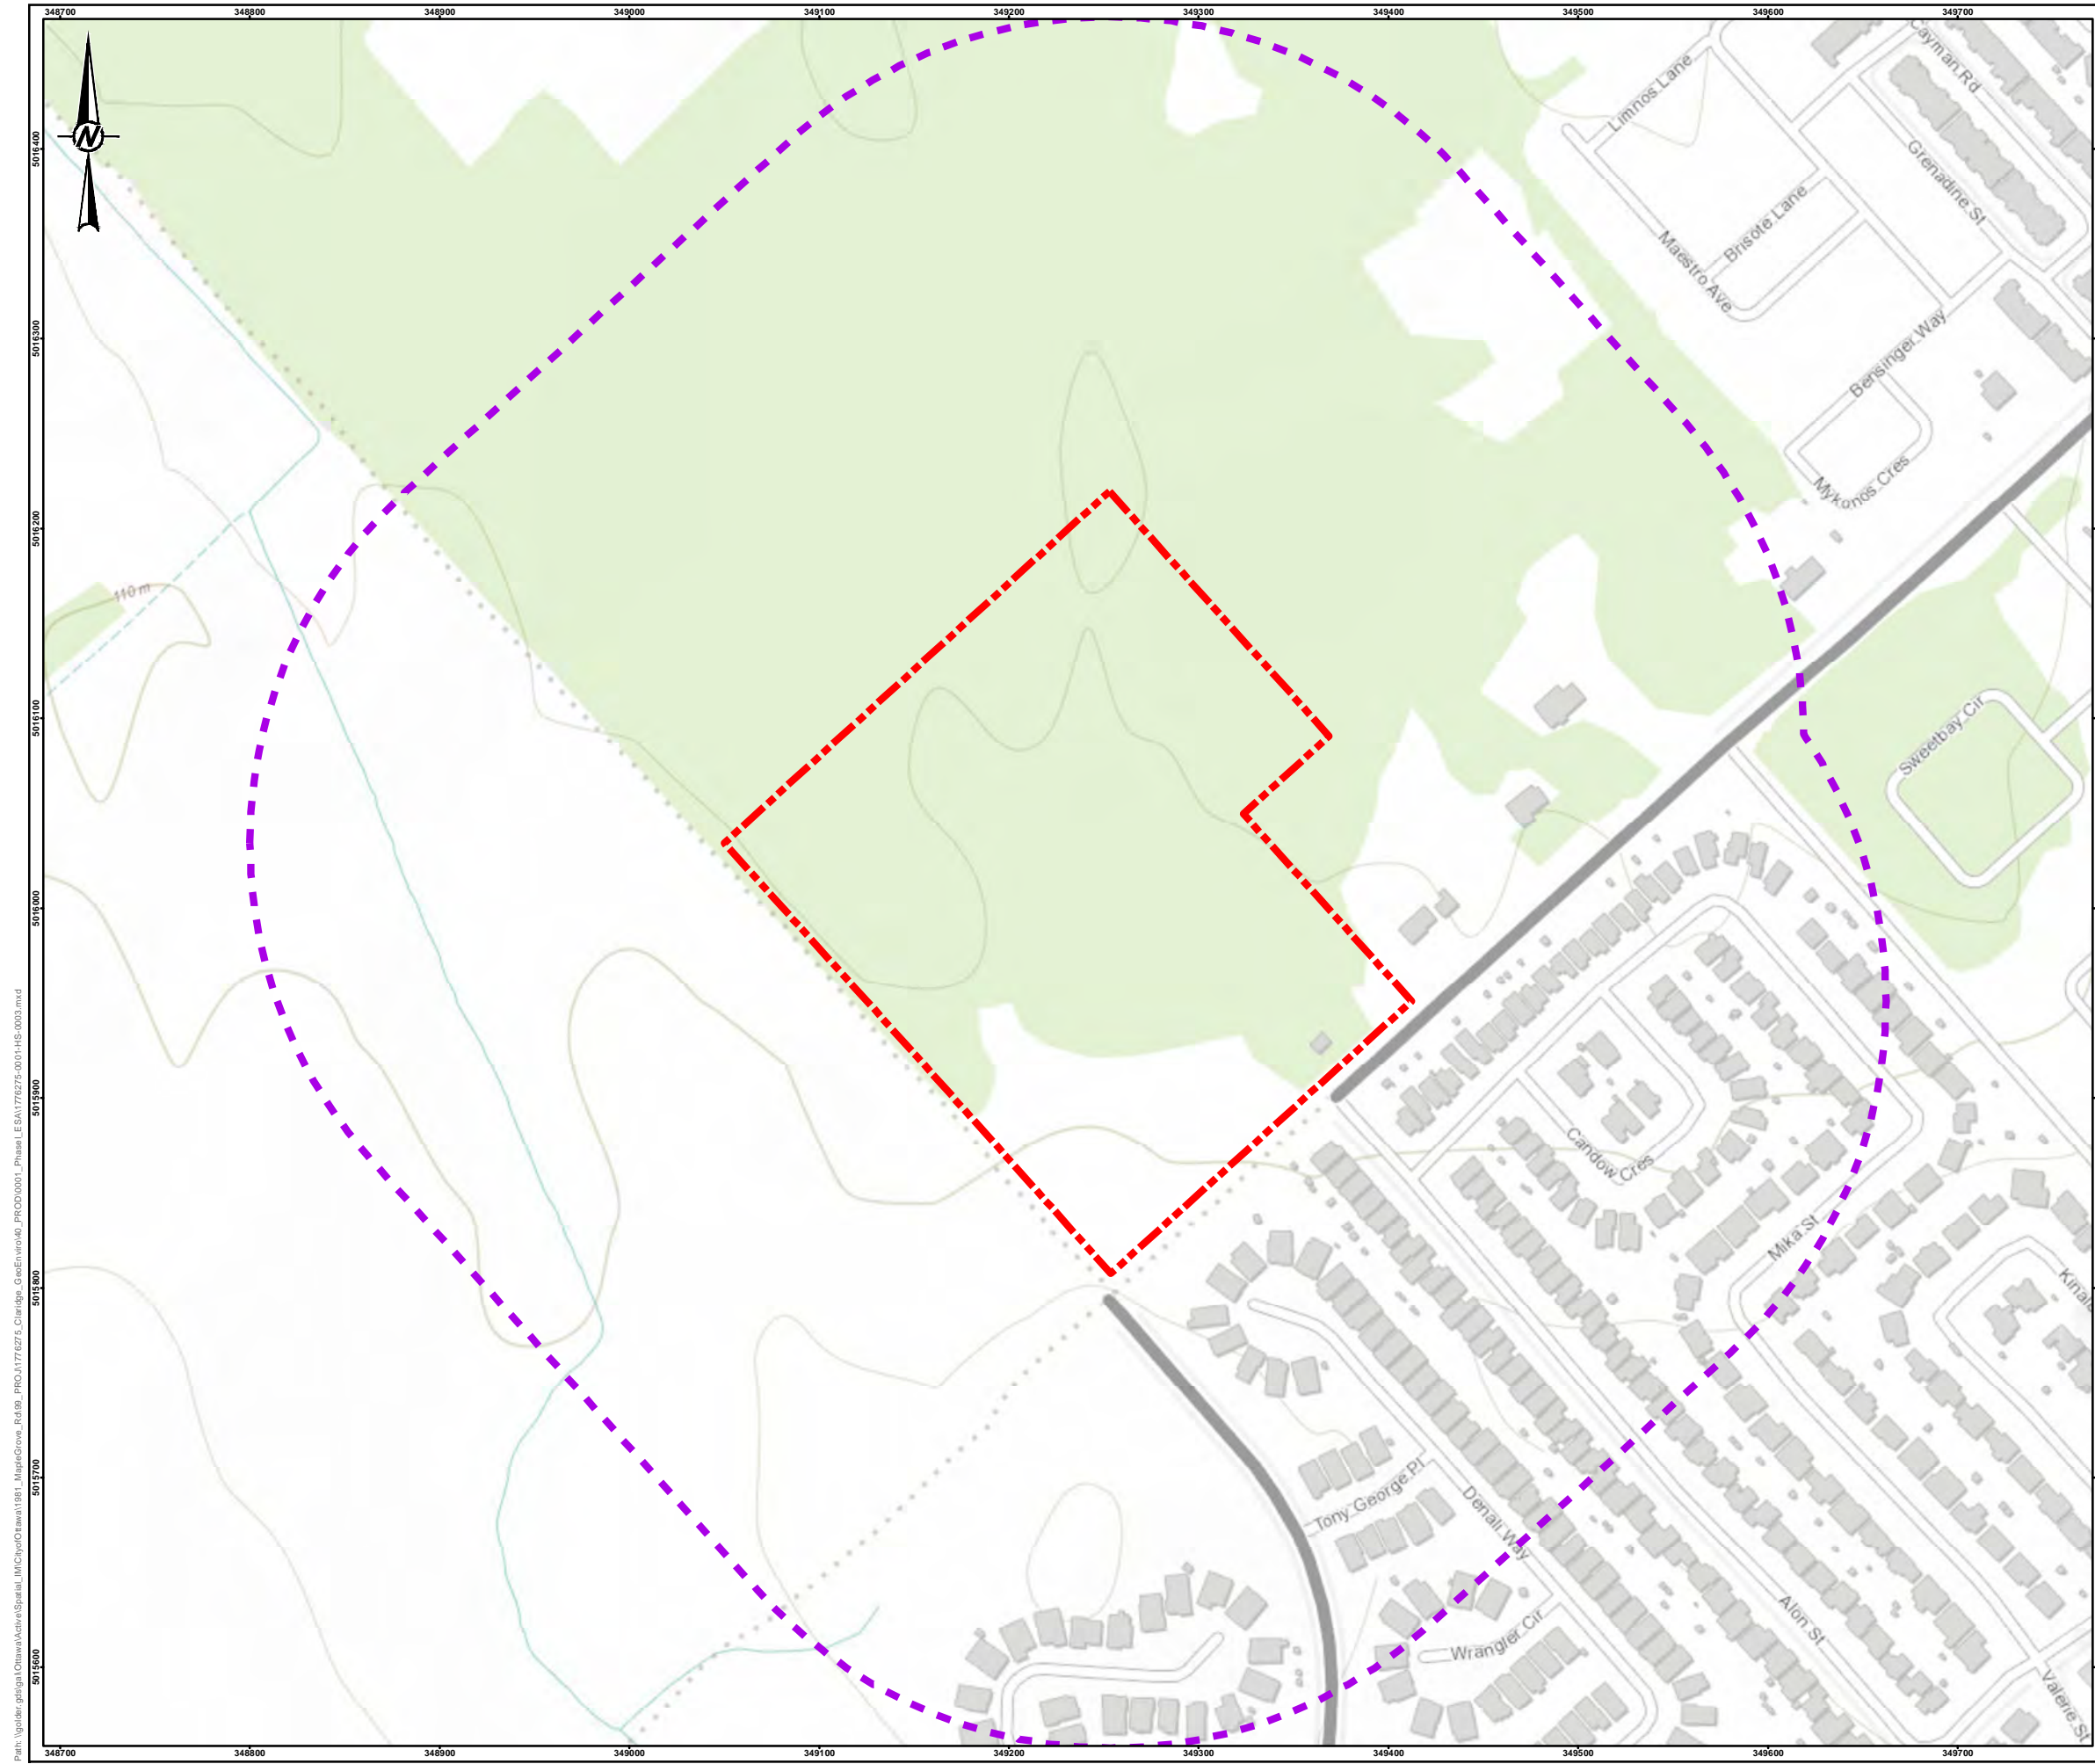 348700 348800 348900 349000 349100 349200 349300 349400 349500 349600 349700
N
5016400
5016300
5016200
5016100
5016000
5015900
5015800
5015700
5015600
Cayman Rd
Limnos Lane
Grenadine St
Brisote Lane
Maestro Ave
Bensinger Way
Mykonos Cres
110 m
Sweetbay Cir
Candow Cres
Mika St
Tony George Pl
Denali Way
Alon St
Wrangler Cir
Valerie St
348700 348800 348900 349000 349100 349200 349300 349400 349500 349600 349700